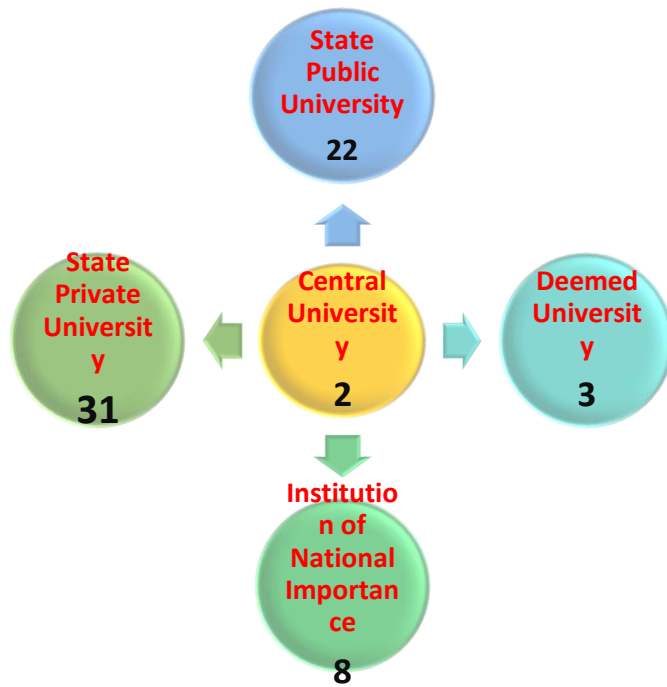 State
Public
University
22
State
Private
Universit
y
31
Central
Universit
y
2
Deemed
Universit
y
3
Institutio
n of
National
Importan
ce
8